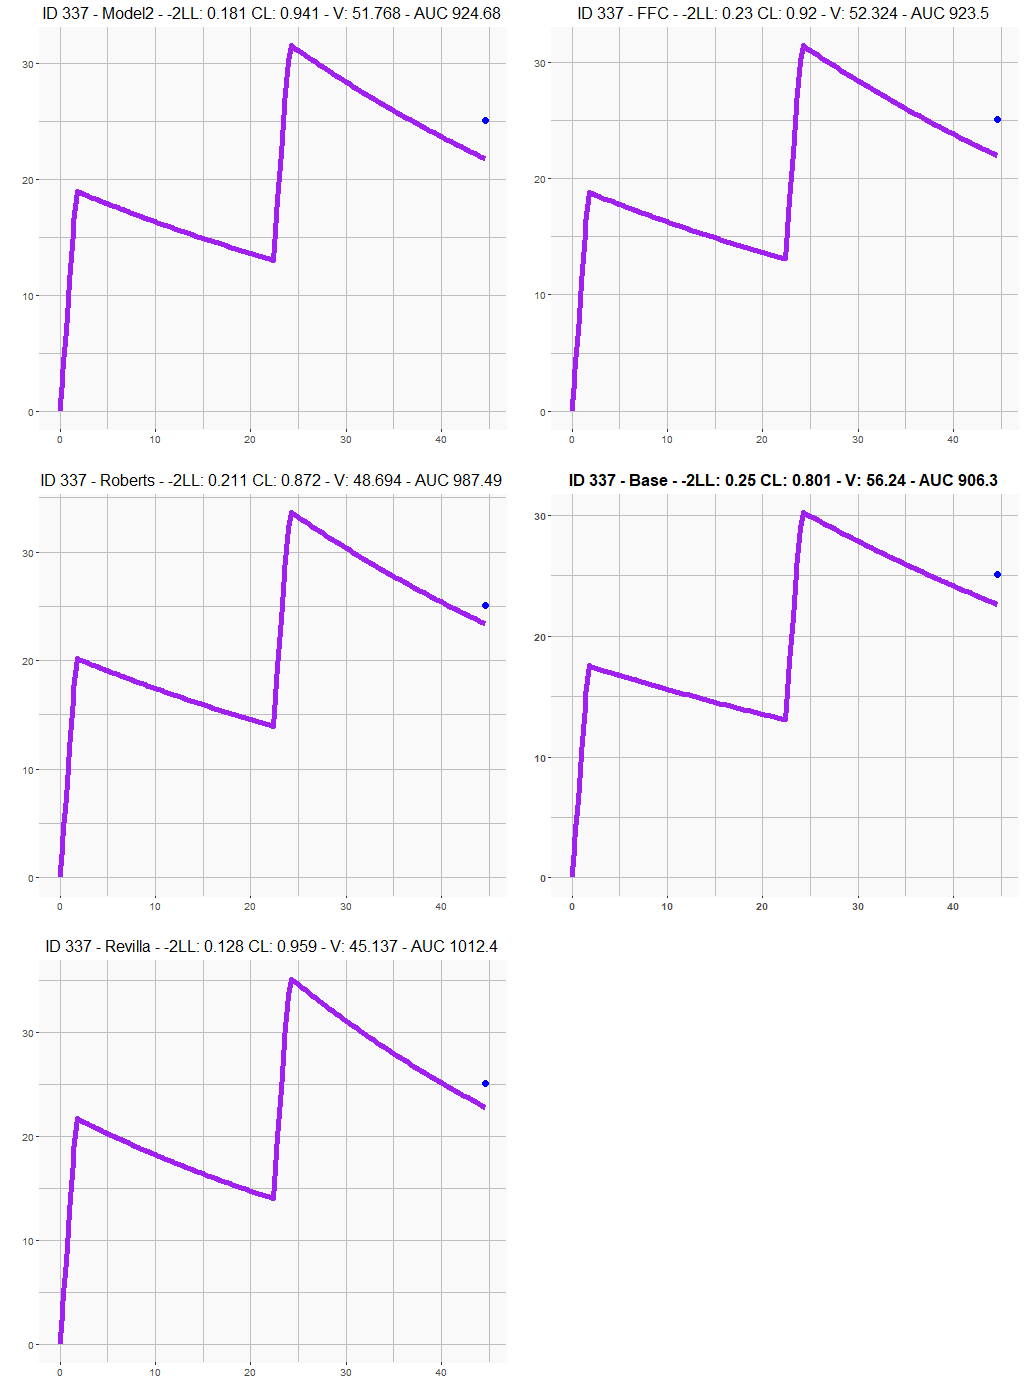 ID 337 - Model2 - -2LL: 0.181 CL: 0.941 - V: 51.768 - AUC 924.68
30
20
10
0
0 10 20 30 40
ID 337 - FFC - -2LL: 0.23 CL: 0.92 - V: 52.324 - AUC 923.5
30
20
10
0
0 10 20 30 40
ID 337 - Roberts - -2LL: 0.211 CL: 0.872 - V: 48.694 - AUC 987.49
30
20
10
0
0 10 20 30 40
ID 337 - Base - -2LL: 0.25 CL: 0.801 - V: 56.24 - AUC 906.3
30
20
10
0
0 10 20 30 40
ID 337 - Revilla - -2LL: 0.128 CL: 0.959 - V: 45.137 - AUC 1012.4
30
20
10
0
0 10 20 30 40